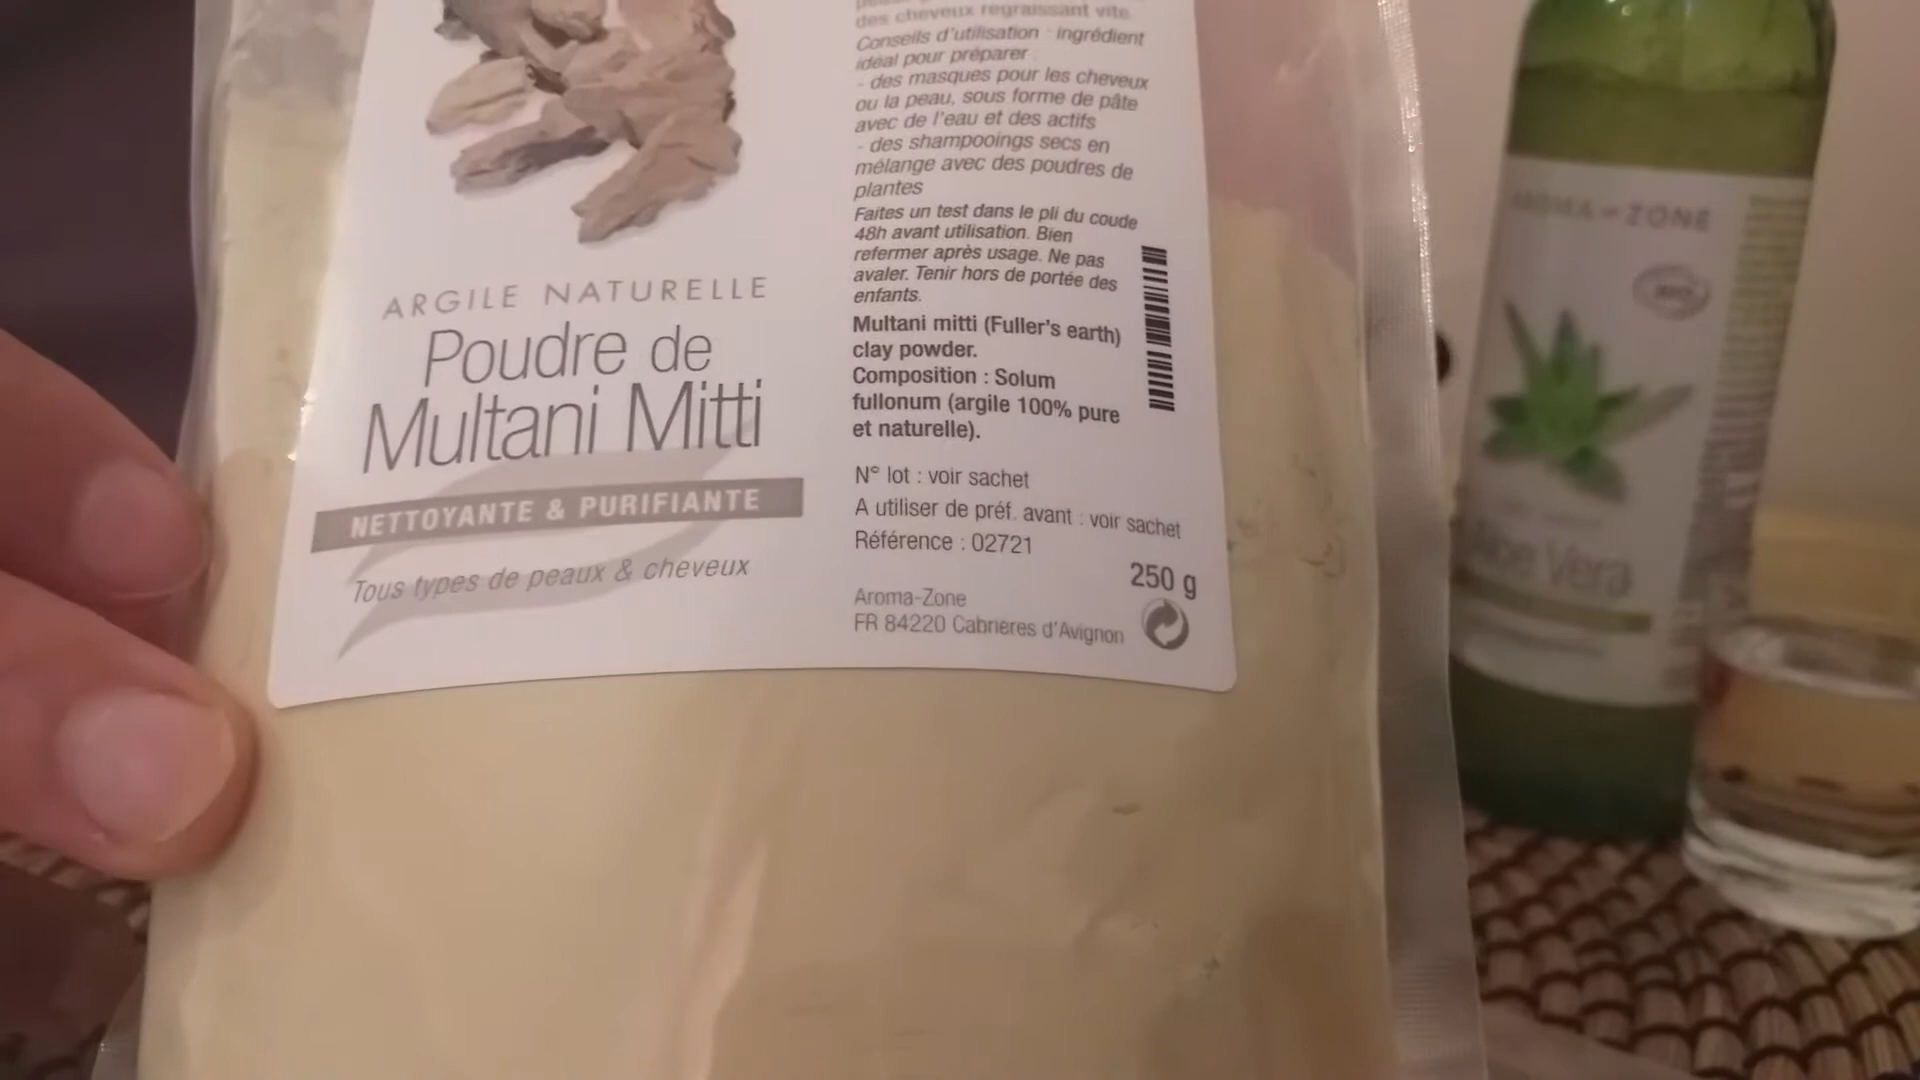 ARGILE NATURELLE
Poudre de
Multani Mitti
NETTOYANTE & PURIFIANTE
Tous types de peaux & cheveux
des cheveux regraissant vite.
Conseils d'utilisation : ingrédient
idéal pour préparer :
- des masques pour les cheveux
ou la peau, sous forme de pâte
avec de l'eau et des actifs
- des shampooings secs en
mélange avec des poudres de
plantes
Faites un test dans le pli du coude
48h avant utilisation. Bien
refermer après usage. Ne pas
avaler. Tenir hors de portée des
enfants.
Multani mitti (Fuller's earth)
clay powder.
Composition : Solum
fullonum (argile 100% pure
et naturelle).
N° lot : voir sachet
A utiliser de préf. avant : voir sachet
Référence : 02721
250 g
Aroma-Zone
FR 84220 Cabrières d'Avignon
AROMA-ZONE
BIO
Aloe Vera